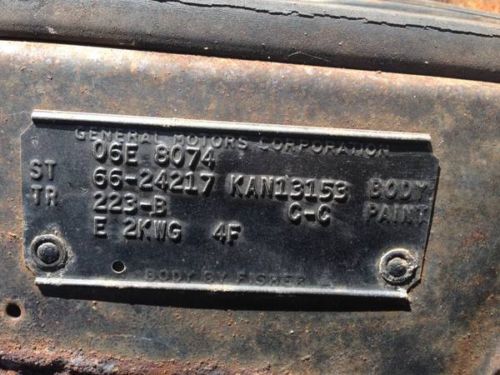 GENERAL MOTORS CORPORATION
06E 8074
ST 66-24217 KAN13153 BODY
TR 223-B C-C PAINT
E 2KWG 4F
BODY BY FISHER